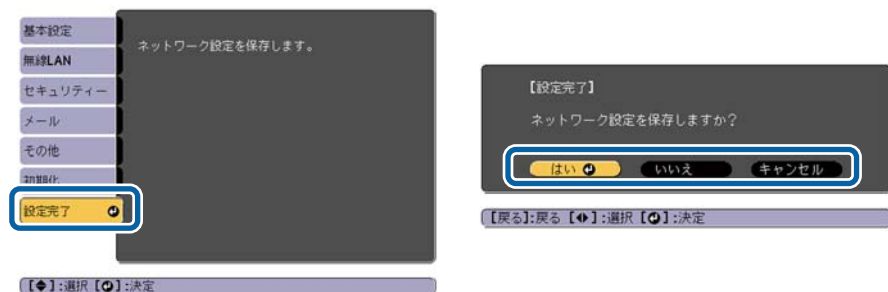 基本設定
無線LAN
セキュリティー
メール
その他
初期化
設定完了
ネットワーク設定を保存します。
【◆】:選択【⏎】:決定
【設定完了】
ネットワーク設定を保存しますか?
はい いいえ キャンセル
【戻る】:戻る【◆】:選択【⏎】:決定